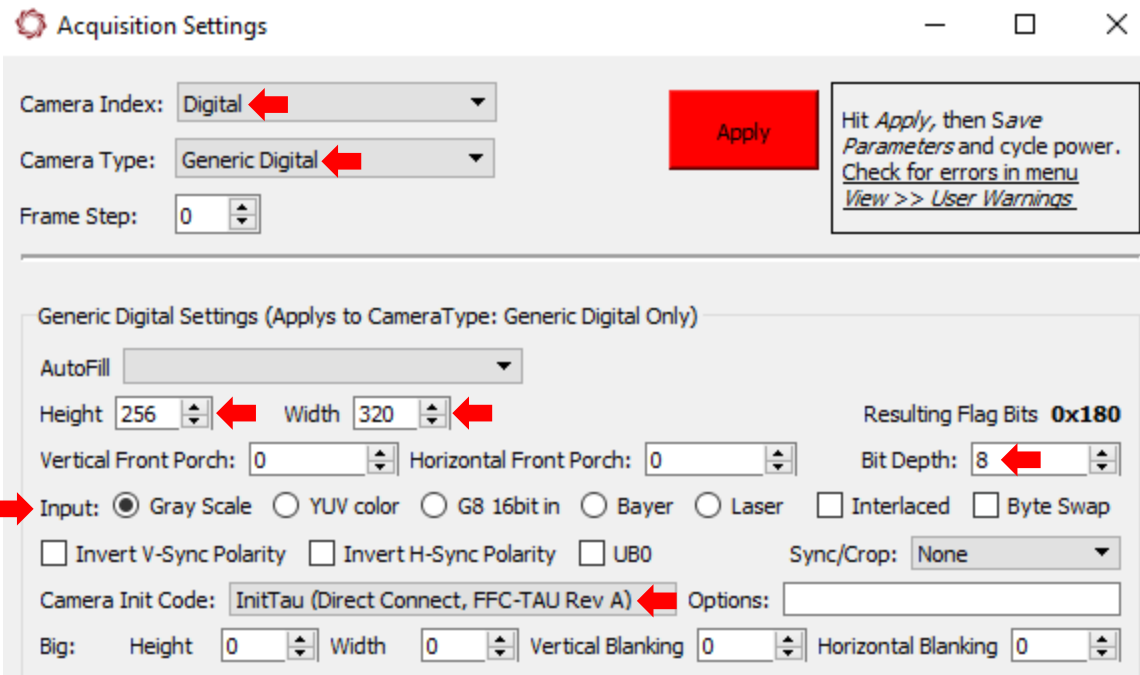 Acquisition Settings
Camera Index: Digital
Apply
Hit Apply, then Save
Parameters and cycle power.
Check for errors in menu
View >> User Warnings
Camera Type: Generic Digital
Frame Step: 0
Generic Digital Settings (Applys to CameraType: Generic Digital Only)
AutoFill
Height 256 Width 320 Resulting Flag Bits 0x180
Vertical Front Porch: 0 Horizontal Front Porch: 0 Bit Depth: 8
Input: Gray Scale YUV color G8 16bit in Bayer Laser Interlaced Byte Swap
Invert V-Sync Polarity Invert H-Sync Polarity UB0 Sync/Crop: None
Camera Init Code: InitTau (Direct Connect, FFC-TAU Rev A) Options:
Big: Height 0 Width 0 Vertical Blanking 0 Horizontal Blanking 0